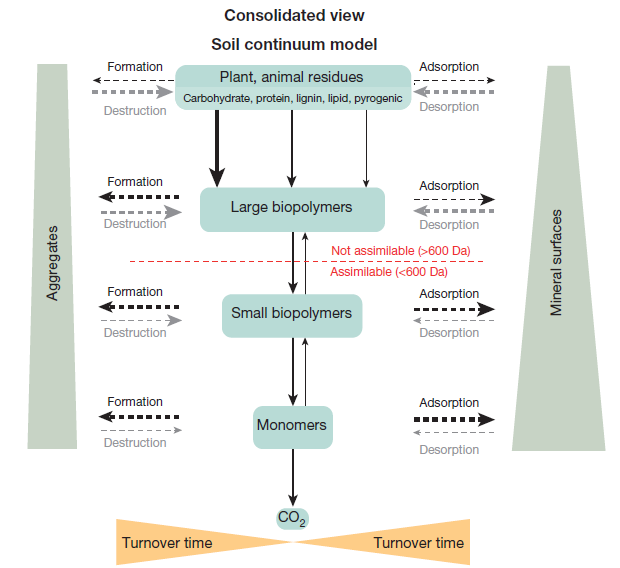 Consolidated view
Soil continuum model
Formation
Adsorption
Plant, animal residues
Carbohydrate, protein, lignin, lipid, pyrogenic
Destruction
Desorption
Formation
Adsorption
Large biopolymers
Destruction
Desorption
Aggregates
Mineral surfaces
Not assimilable (>600 Da)
Assimilable (<600 Da)
Formation
Adsorption
Small biopolymers
Destruction
Desorption
Formation
Adsorption
Monomers
Destruction
Desorption
CO2
Turnover time
Turnover time